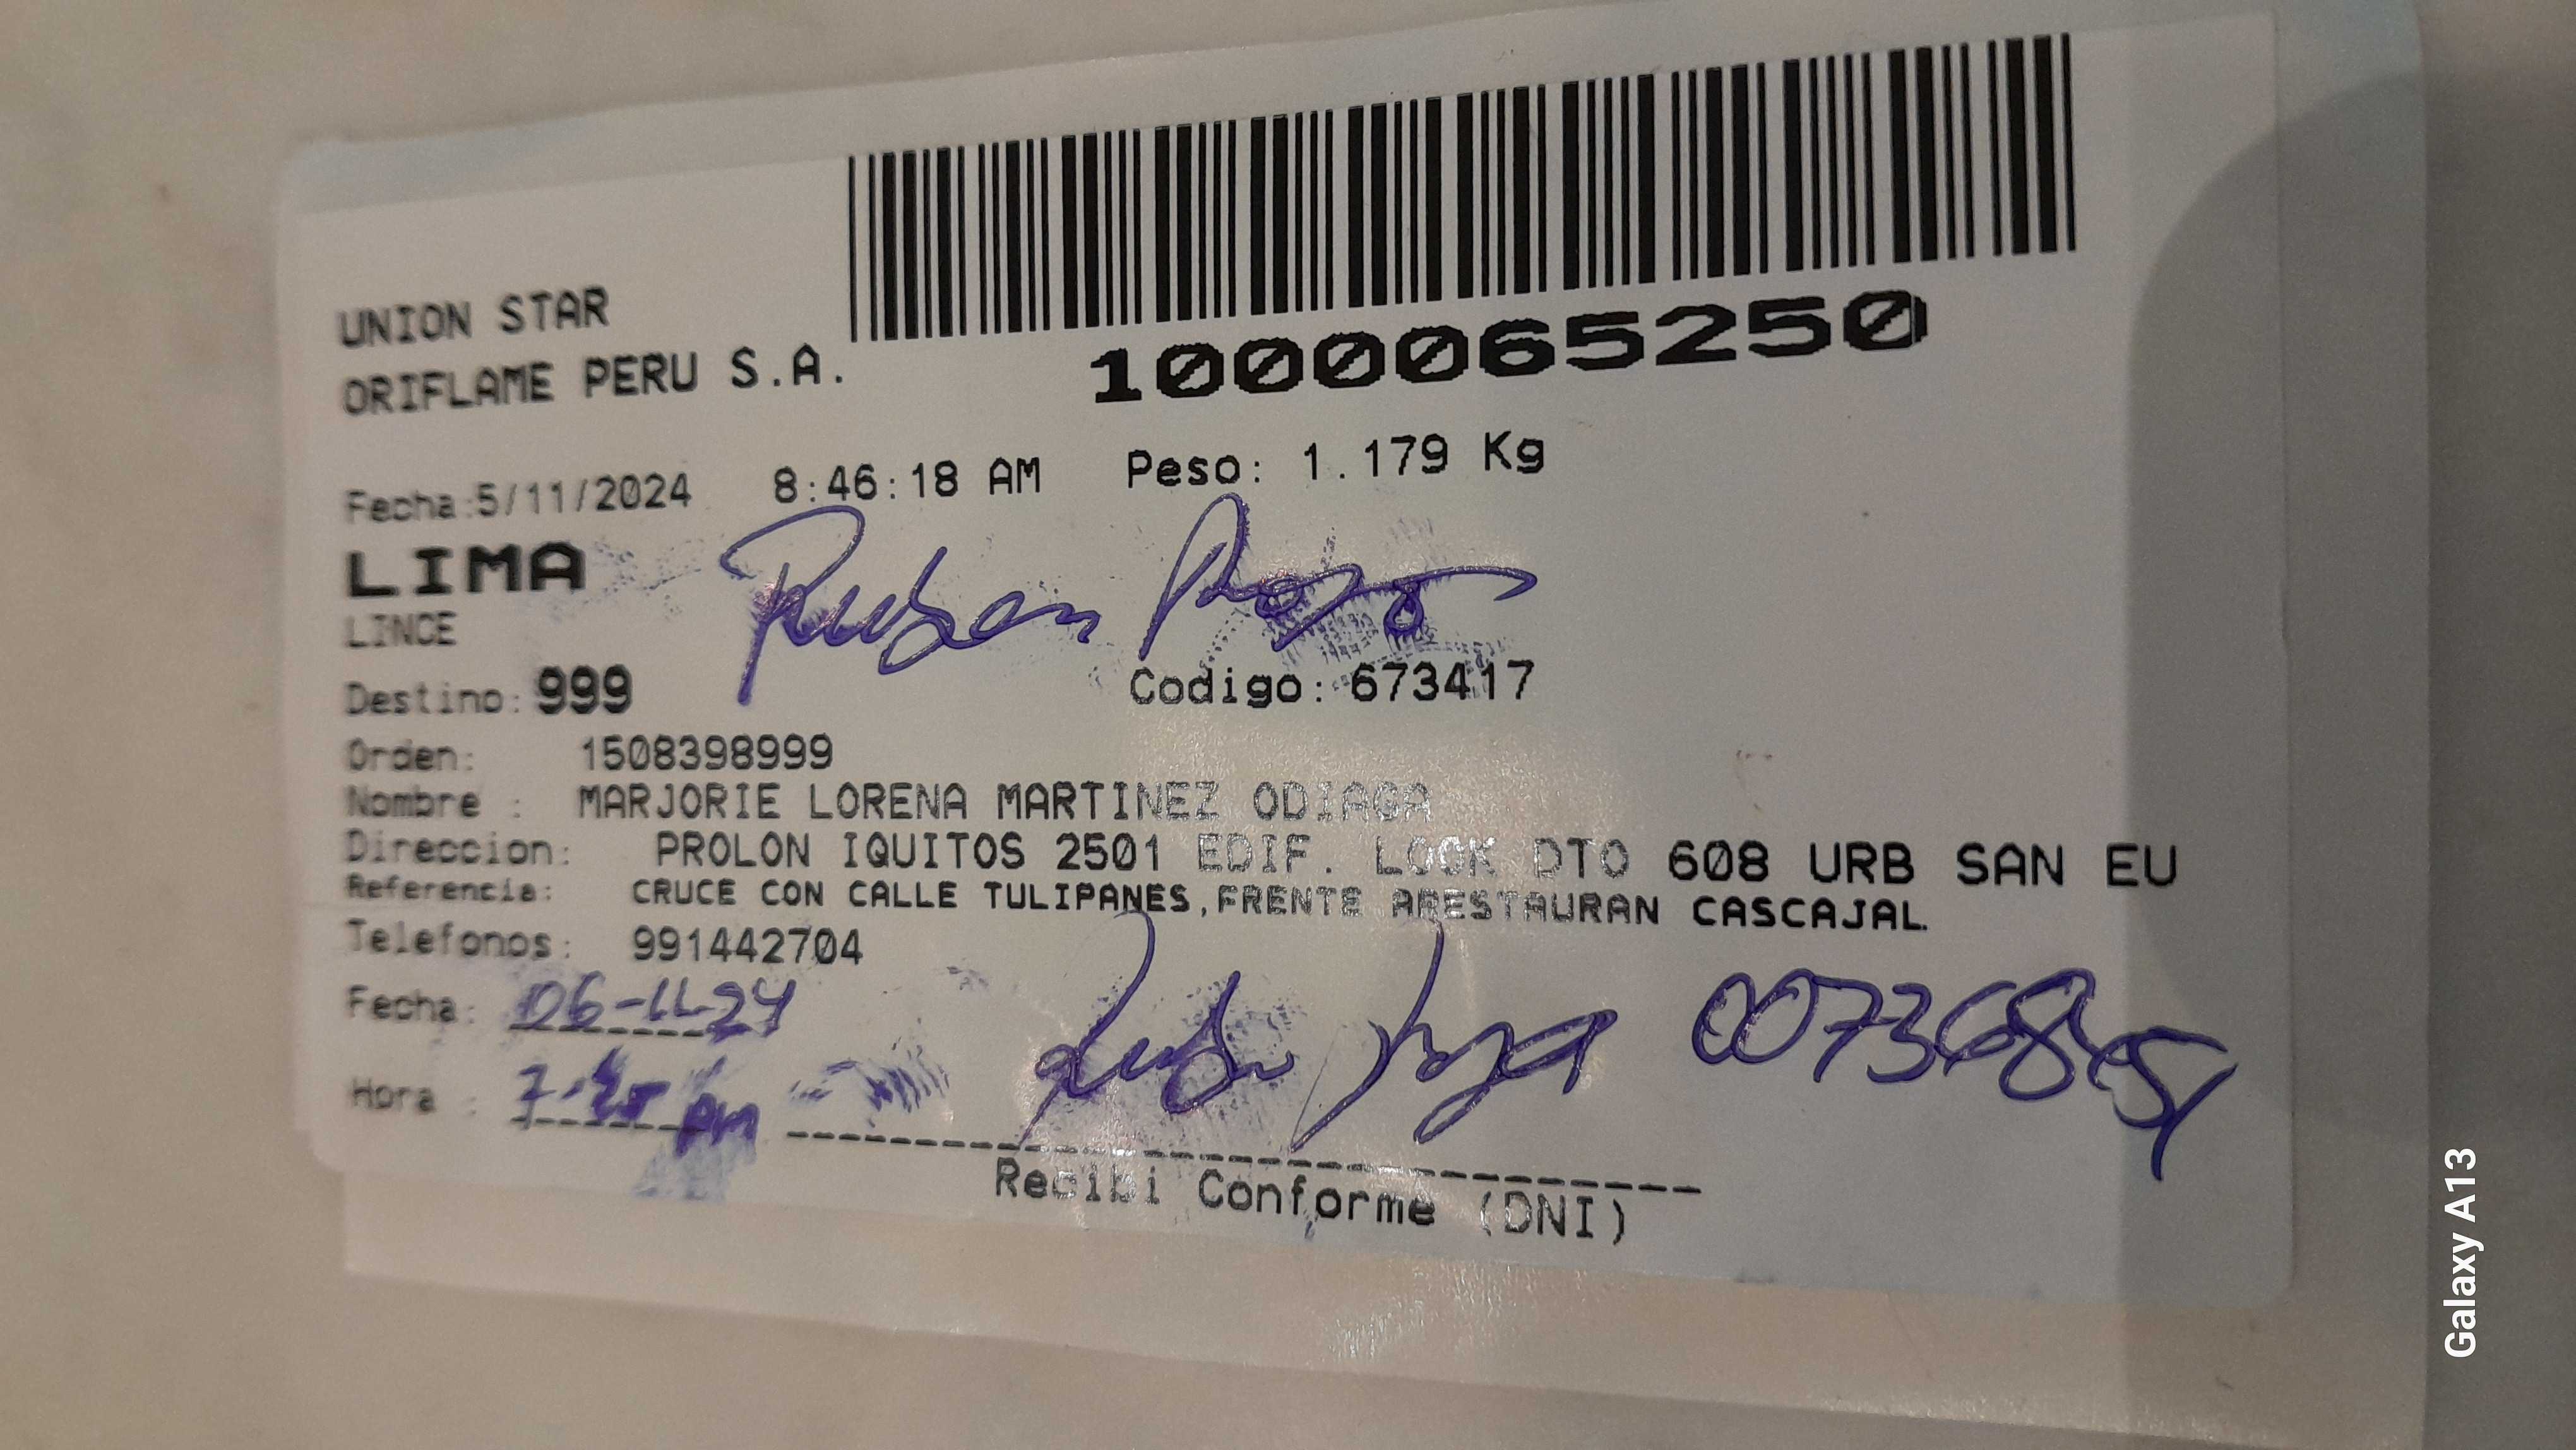 UNION STAR
ORIFLAME PERU S.A.
1000065250
Fecha:5/11/2024 8:46:18 AM Peso: 1.179 Kg
LIMA
Ruben
LINCE
Destino: 999 Codigo: 673417
Orden: 1508398999
Nombre : MARJORIE LORENA MARTINEZ ODIAGA
Direccion: PROLON IQUITOS 2501 EDIF. LOOK DTO 608 URB SAN EU
Referencia: CRUCE CON CALLE TULIPANES,FRENTE ARESTAURAN CASCAJAL.
Telefonos: 991442704
Fecha: 06-11-24
Hora : pm
Recibi Conforme (DNI)
Galaxy A13